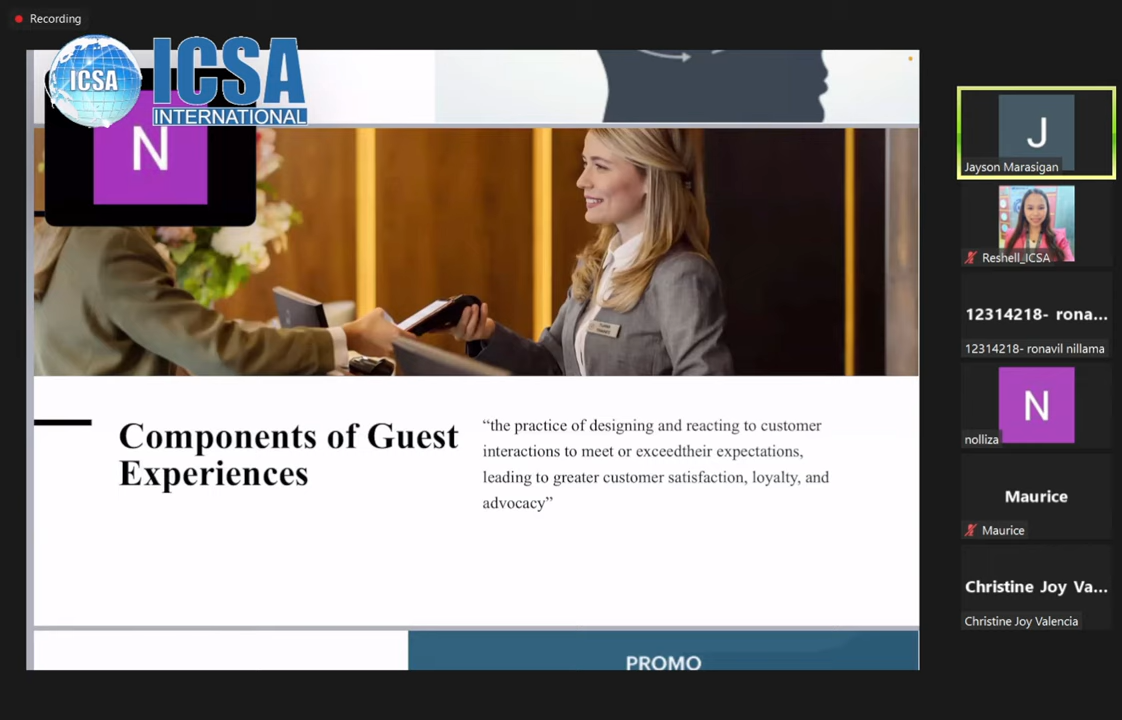 Recording
ICSA
ICSA
INTERNATIONAL
N
Components of Guest
Experiences
“the practice of designing and reacting to customer
interactions to meet or exceedtheir expectations,
leading to greater customer satisfaction, loyalty, and
advocacy”
PROMO
J
Jayson Marasigan
Reshell_ICSA
12314218- rona...
12314218- ronavil nillama
N
nolliza
Maurice
Maurice
Christine Joy Va...
Christine Joy Valencia